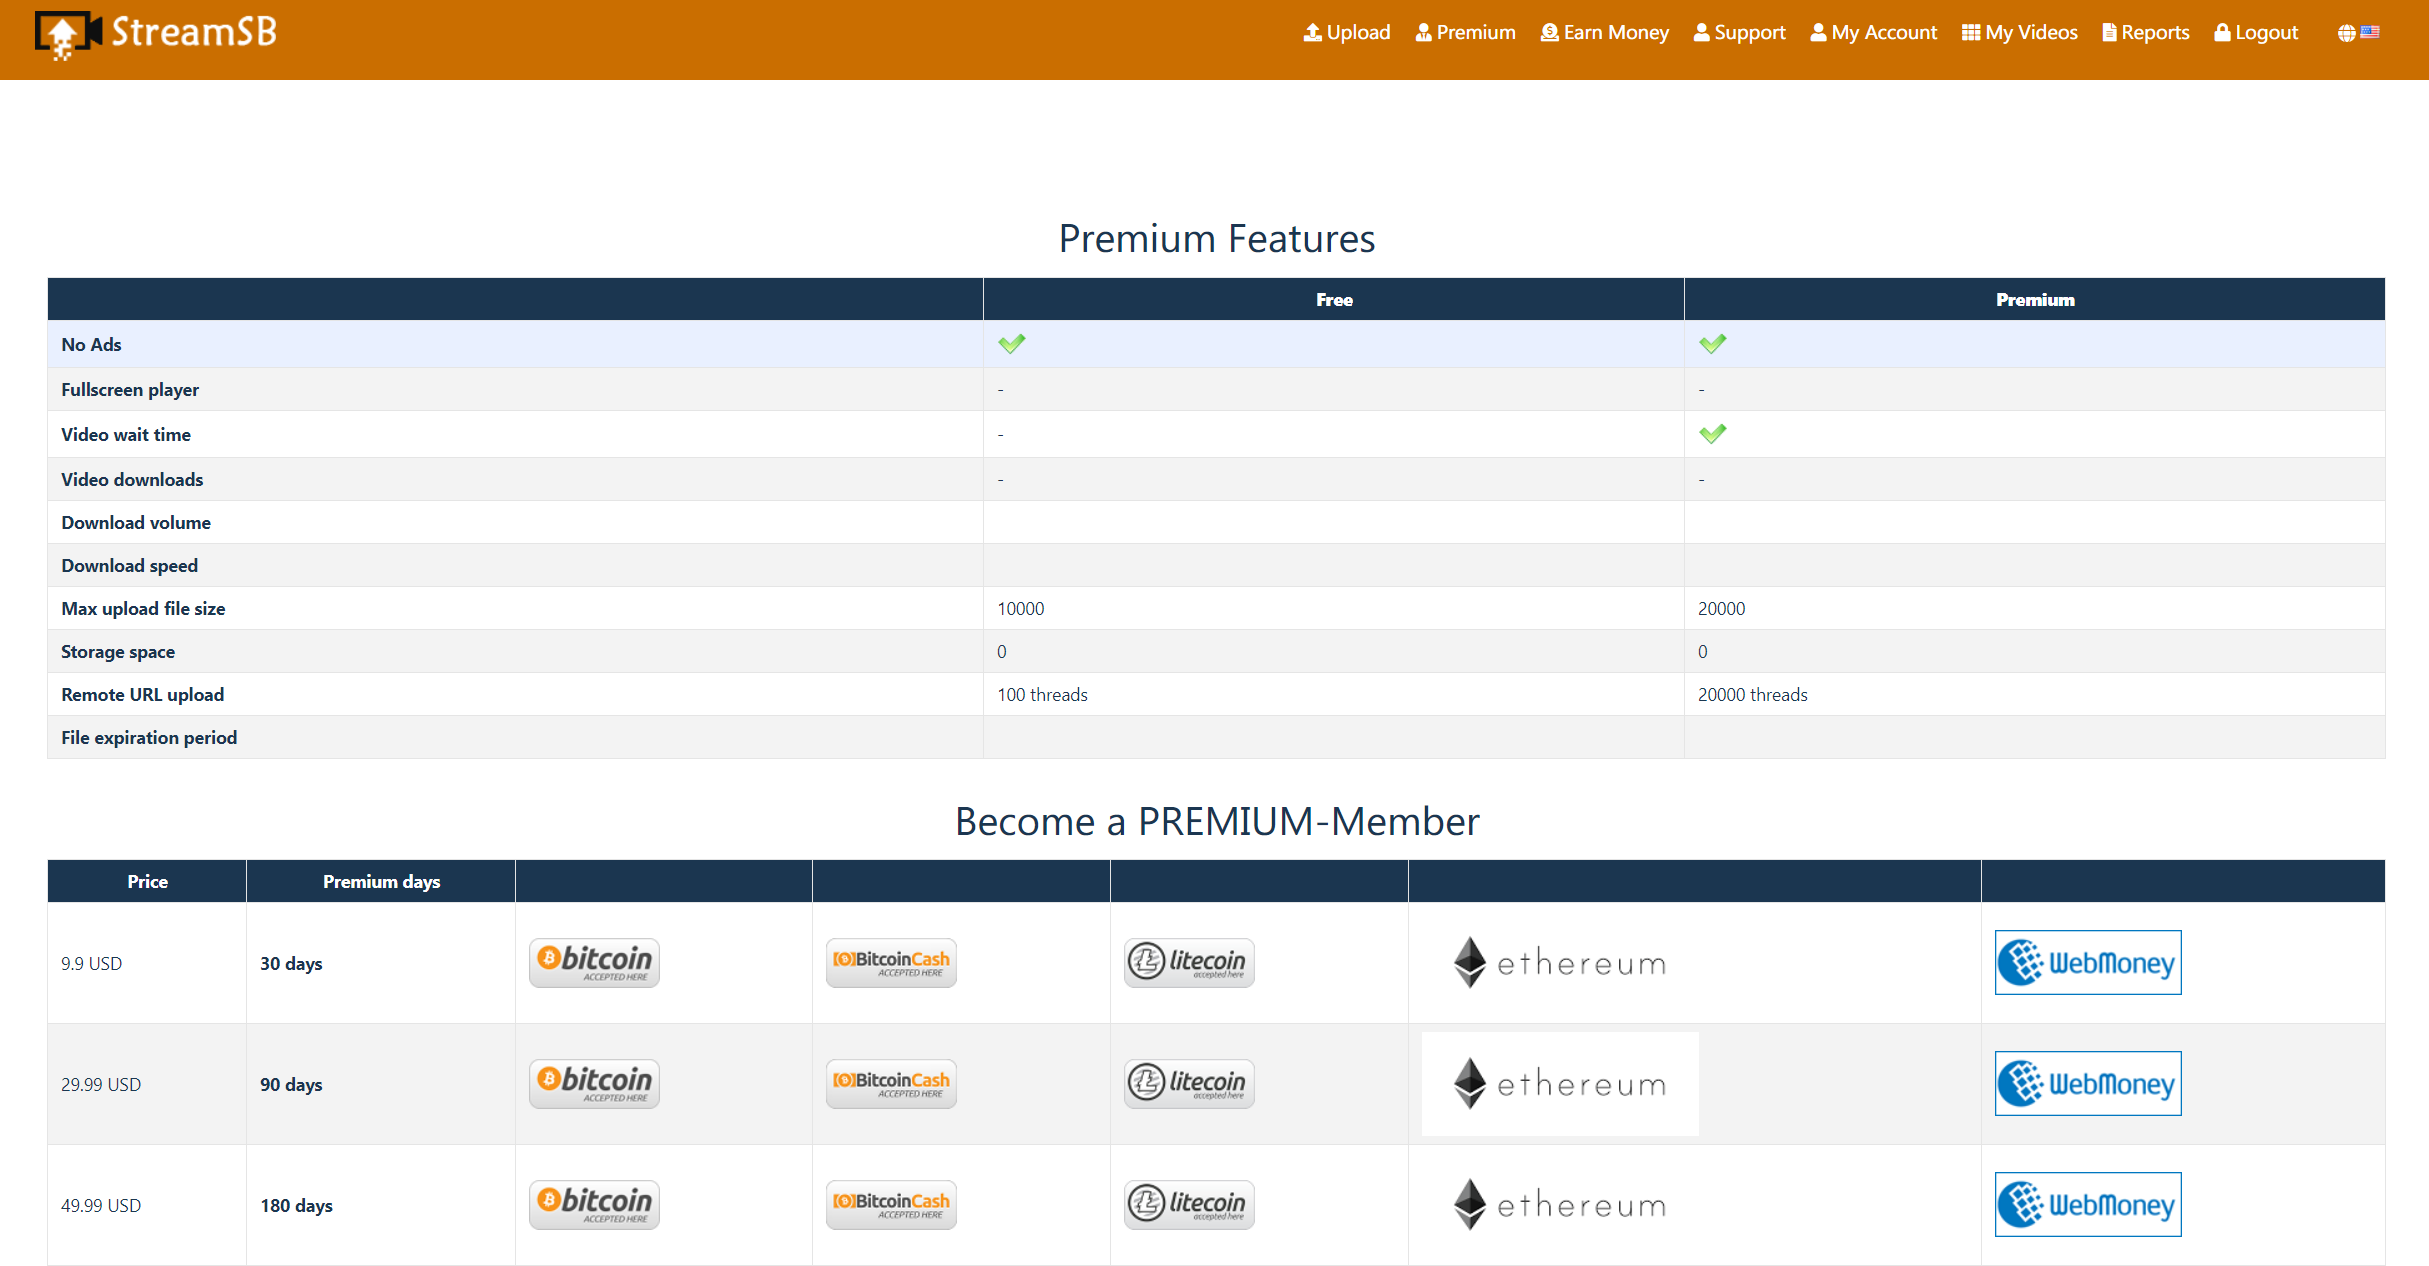 StreamSB Upload Premium Earn Money Support My Account My Videos Reports Logout
Premium Features
Free Premium
No Ads
Fullscreen player - -
Video wait time -
Video downloads - -
Download volume
Download speed
Max upload file size 10000 20000
Storage space 0 0
Remote URL upload 100 threads 20000 threads
File expiration period
Become a PREMIUM-Member
Price Premium days
9.9 USD 30 days bitcoin ACCEPTED HERE BitcoinCash ACCEPTED HERE litecoin accepted here ethereum WebMoney
29.99 USD 90 days bitcoin ACCEPTED HERE BitcoinCash ACCEPTED HERE litecoin accepted here ethereum WebMoney
49.99 USD 180 days bitcoin ACCEPTED HERE BitcoinCash ACCEPTED HERE litecoin accepted here ethereum WebMoney